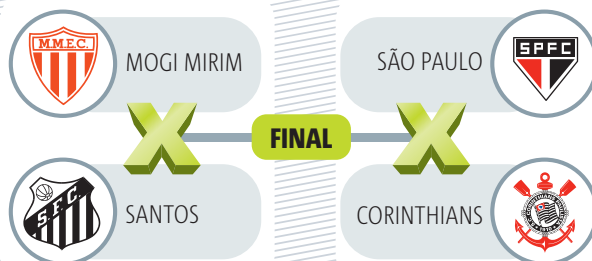 M.M.E.C.
MOGI MIRIM
SÃO PAULO
SPFC
X
FINAL
X
S.F.C.
SANTOS
CORINTHIANS